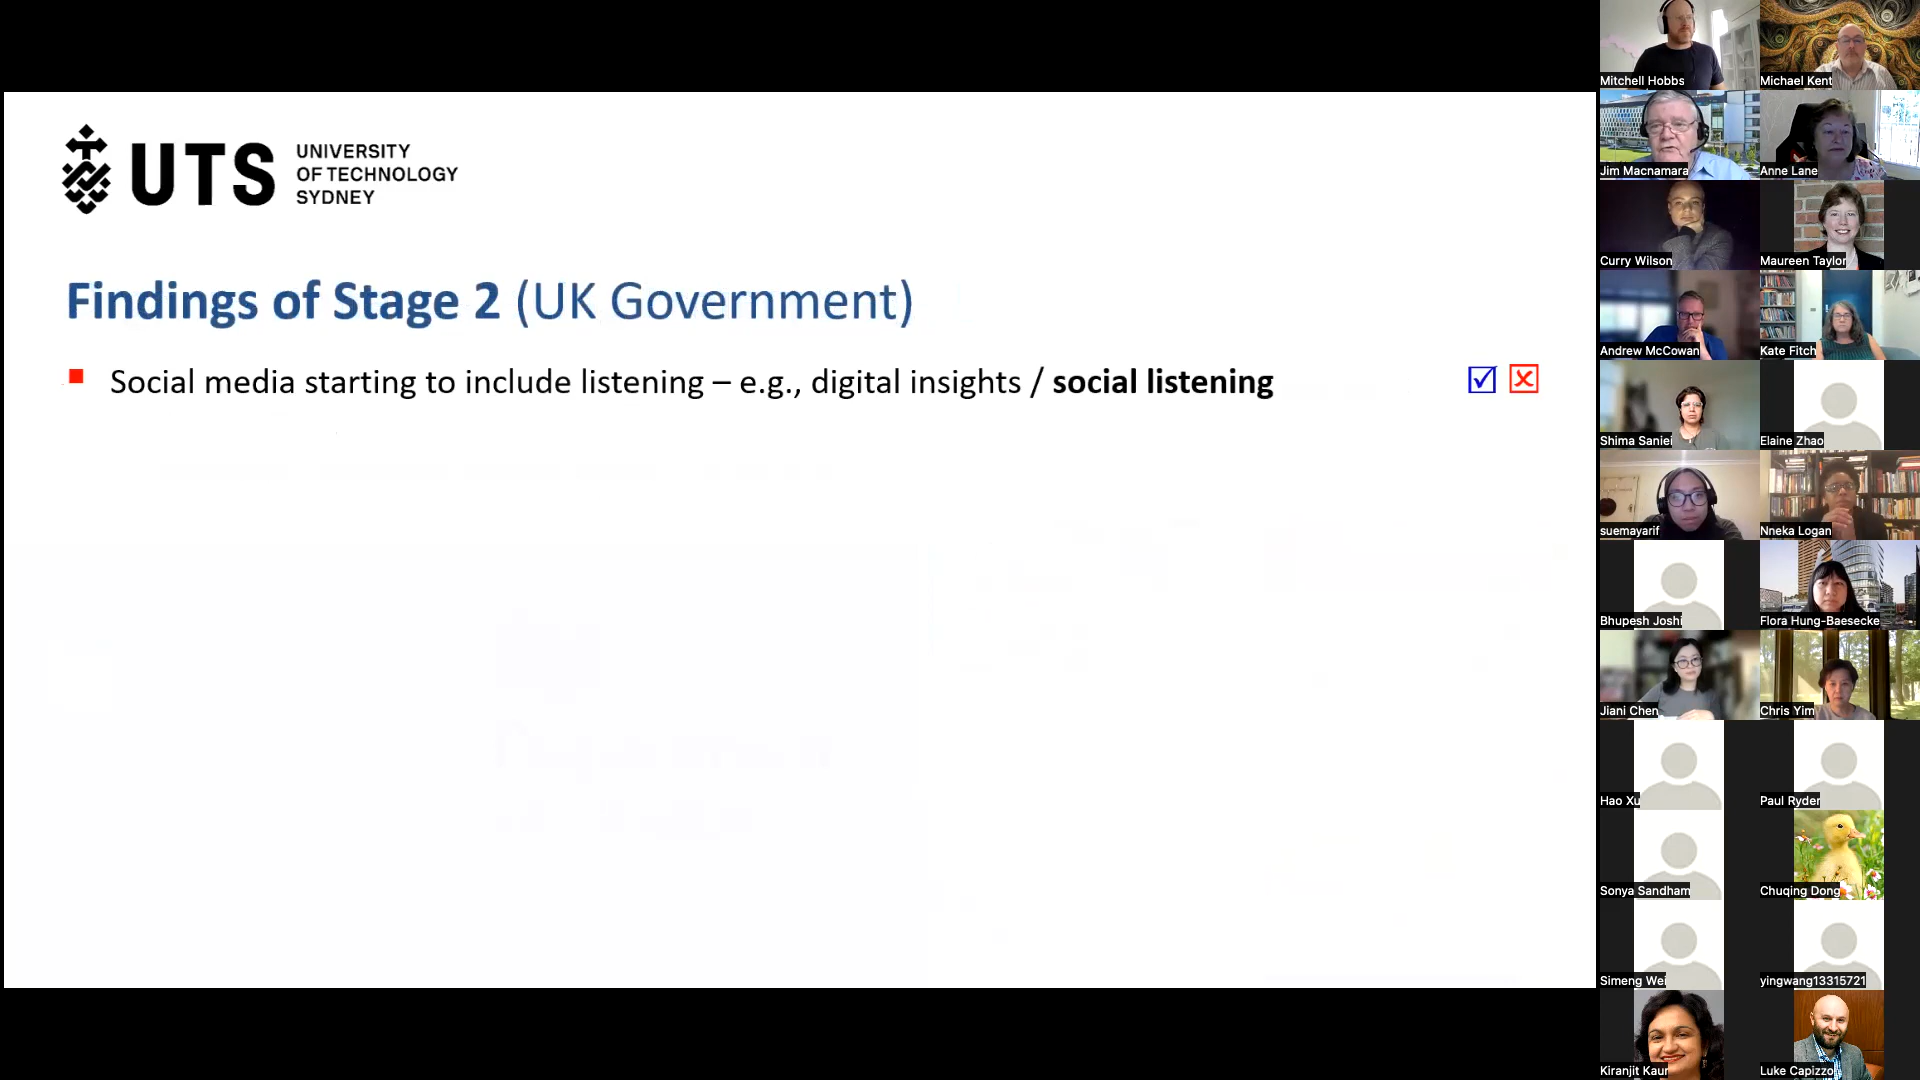 UTS
UNIVERSITY
OF TECHNOLOGY
SYDNEY
Findings of Stage 2 (UK Government)
Social media starting to include listening – e.g., digital insights / social listening
Mitchell Hobbs
Michael Kent
Jim Macnamara
Anne Lane
Curry Wilson
Maureen Taylor
Andrew McCowan
Kate Fitch
Shima Saniei
Elaine Zhao
suemayarif
Nneka Logan
Bhupesh Joshi
Flora Hung-Baesecke
Jiani Chen
Chris Yim
Hao Xu
Paul Ryder
Sonya Sandham
Chuqing Dong
Simeng Wei
yingwang13315721
Kiranjit Kaur
Luke Capizzo